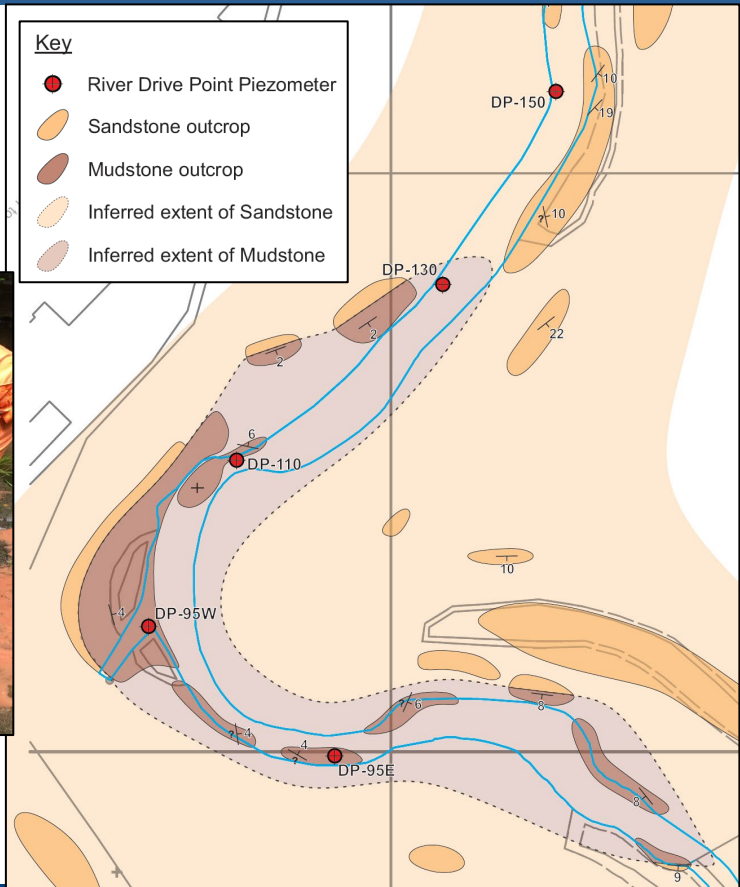 Key
River Drive Point Piezometer
Sandstone outcrop
Mudstone outcrop
Inferred extent of Sandstone
Inferred extent of Mudstone
10
DP-150
19
?
10
DP-130
2
22
2
6
DP-110
10
4
DP-95W
?
6
8
?
4
4
?
DP-95E
8
9